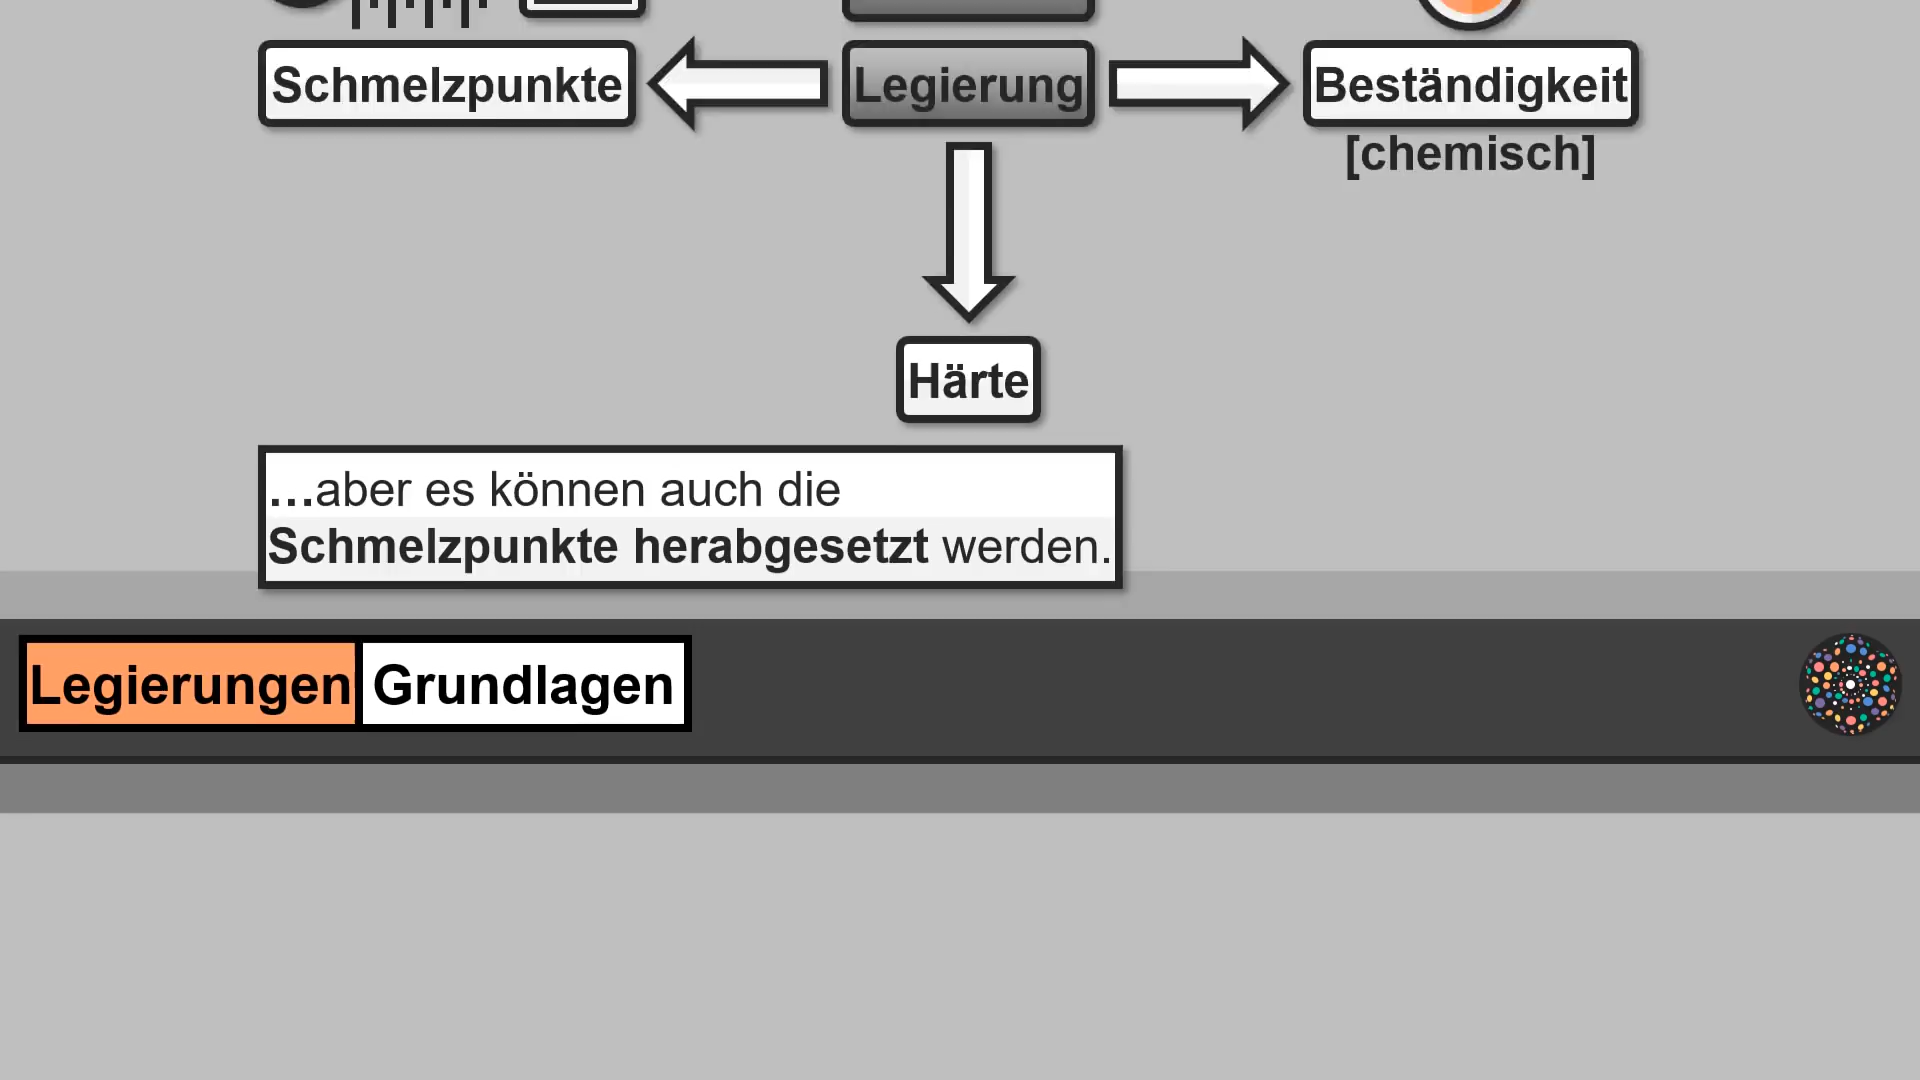 Schmelzpunkte
Legierung
Beständigkeit
[chemisch]
Härte
...aber es können auch die
Schmelzpunkte herabgesetzt werden.
Legierungen Grundlagen